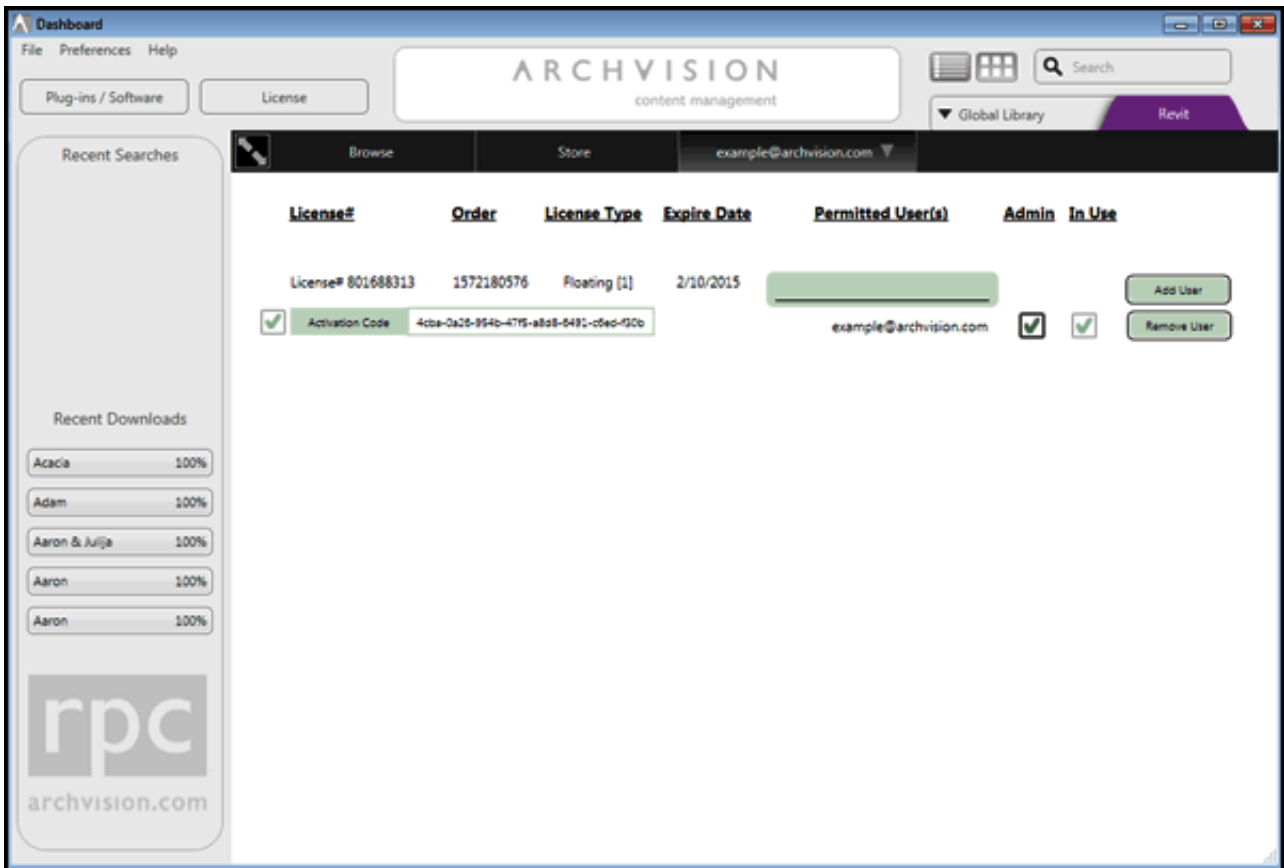 Dashboard
File Preferences Help
Plug-ins / Software
License
ARCHVISION
content management
Search
Global Library
Revit
Recent Searches
Browse
Store
example@archvision.com
License# Order License Type Expire Date Permitted User(s) Admin In Use
License# 801688313 1572180576 Floating [1] 2/10/2015
Add User
Activation Code
example@archvision.com
Remove User
Recent Downloads
Acacia 100%
Adam 100%
Aaron & Julija 100%
Aaron 100%
Aaron 100%
rpc
archvision.com